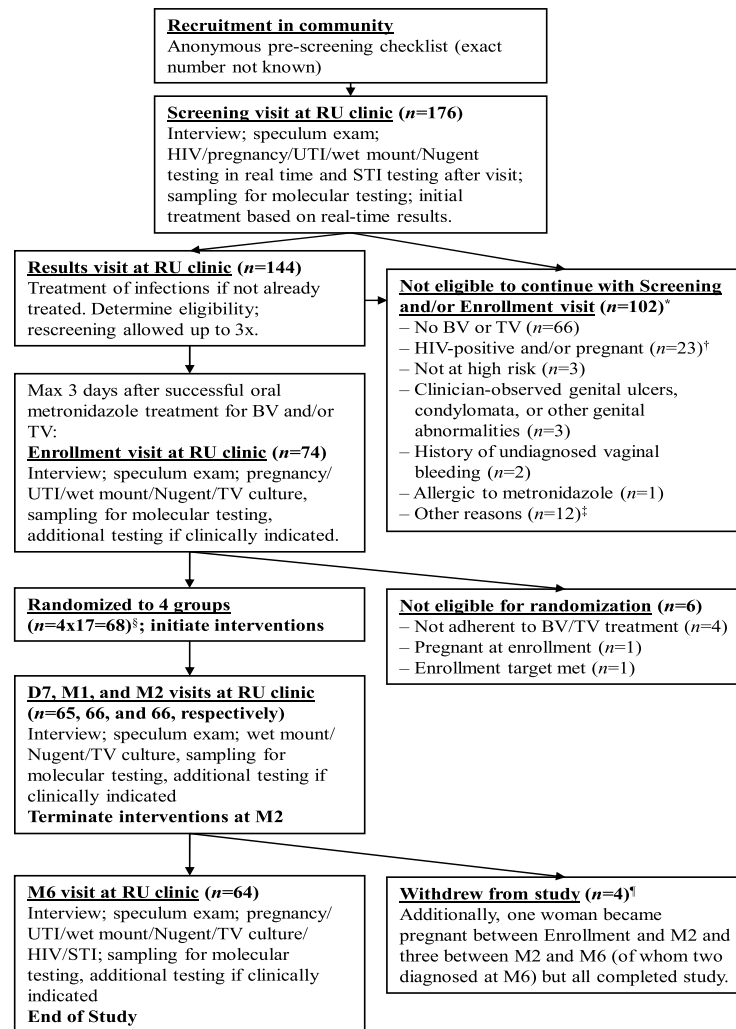 Recruitment in community
Anonymous pre-screening checklist (exact
number not known)
Screening visit at RU clinic (n=176)
Interview; speculum exam;
HIV/pregnancy/UTI/wet mount/Nugent
testing in real time and STI testing after visit;
sampling for molecular testing; initial
treatment based on real-time results.
Results visit at RU clinic (n=144)
Treatment of infections if not already
treated. Determine eligibility;
rescreening allowed up to 3x.
Not eligible to continue with Screening
and/or Enrollment visit (n=102)*
– No BV or TV (n=66)
– HIV-positive and/or pregnant (n=23)†
– Not at high risk (n=3)
– Clinician-observed genital ulcers,
condylomata, or other genital
abnormalities (n=3)
– History of undiagnosed vaginal
bleeding (n=2)
– Allergic to metronidazole (n=1)
– Other reasons (n=12)‡
Max 3 days after successful oral
metronidazole treatment for BV and/or
TV:
Enrollment visit at RU clinic (n=74)
Interview; speculum exam; pregnancy/
UTI/wet mount/Nugent/TV culture,
sampling for molecular testing,
additional testing if clinically indicated.
Randomized to 4 groups
(n=4x17=68)§; initiate interventions
Not eligible for randomization (n=6)
– Not adherent to BV/TV treatment (n=4)
– Pregnant at enrollment (n=1)
– Enrollment target met (n=1)
D7, M1, and M2 visits at RU clinic
(n=65, 66, and 66, respectively)
Interview; speculum exam; wet mount/
Nugent/TV culture, sampling for
molecular testing, additional testing if
clinically indicated
Terminate interventions at M2
M6 visit at RU clinic (n=64)
Interview; speculum exam; pregnancy/
UTI/wet mount/Nugent/TV culture/
HIV/STI; sampling for molecular
testing, additional testing if clinically
indicated
End of Study
Withdrew from study (n=4)¶
Additionally, one woman became
pregnant between Enrollment and M2 and
three between M2 and M6 (of whom two
diagnosed at M6) but all completed study.